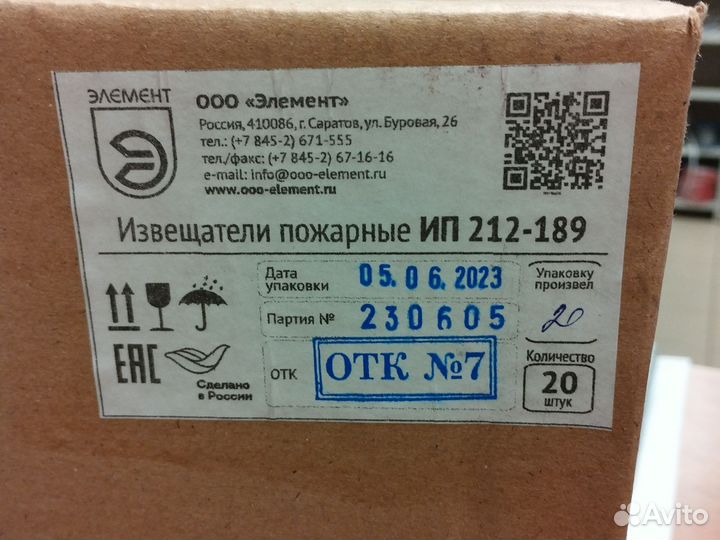 ЭЛЕМЕНТ
ООО «Элемент»
Россия, 410086, г. Саратов, ул. Буровая, 26
тел.: (+7 845-2) 671-555
тел./факс: (+7 845-2) 67-16-16
e-mail: info@ooo-element.ru
www.ooo-element.ru
Извещатели пожарные ИП 212-189
Дата упаковки 05.06.2023
Упаковку произвел
Партия № 230605
20
EAC
Сделано в России
ОТК ОТК №7
Количество
20 штук
Avito